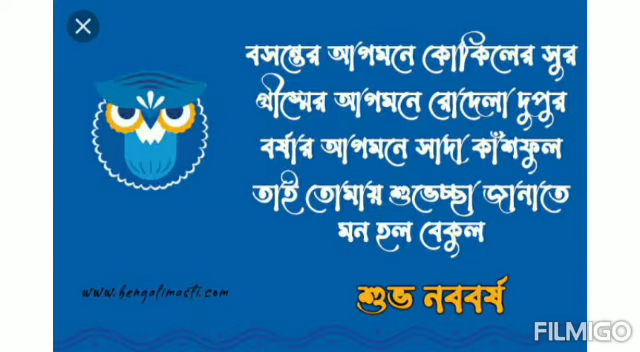 বসন্তের আগমনে কোকিলের সুর
গ্রীস্মের আগমনে রোদেলা দুপুর
বর্ষার আগমনে সাদা কাঁশফুল
তাই তোমায় শুভেচ্ছা জানাতে
মন হল বেকুল
www.bengalimasti.com
শুভ নববর্ষ
FILMIGO